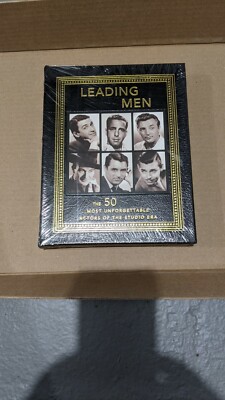 LEADING
MEN
THE 50
MOST UNFORGETTABLE
ACTORS OF THE STUDIO ERA